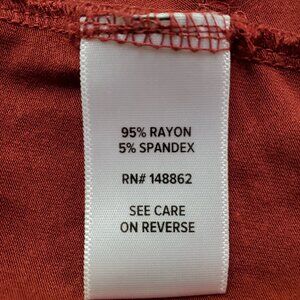 95% RAYON
5% SPANDEX
RN# 148862
SEE CARE
ON REVERSE